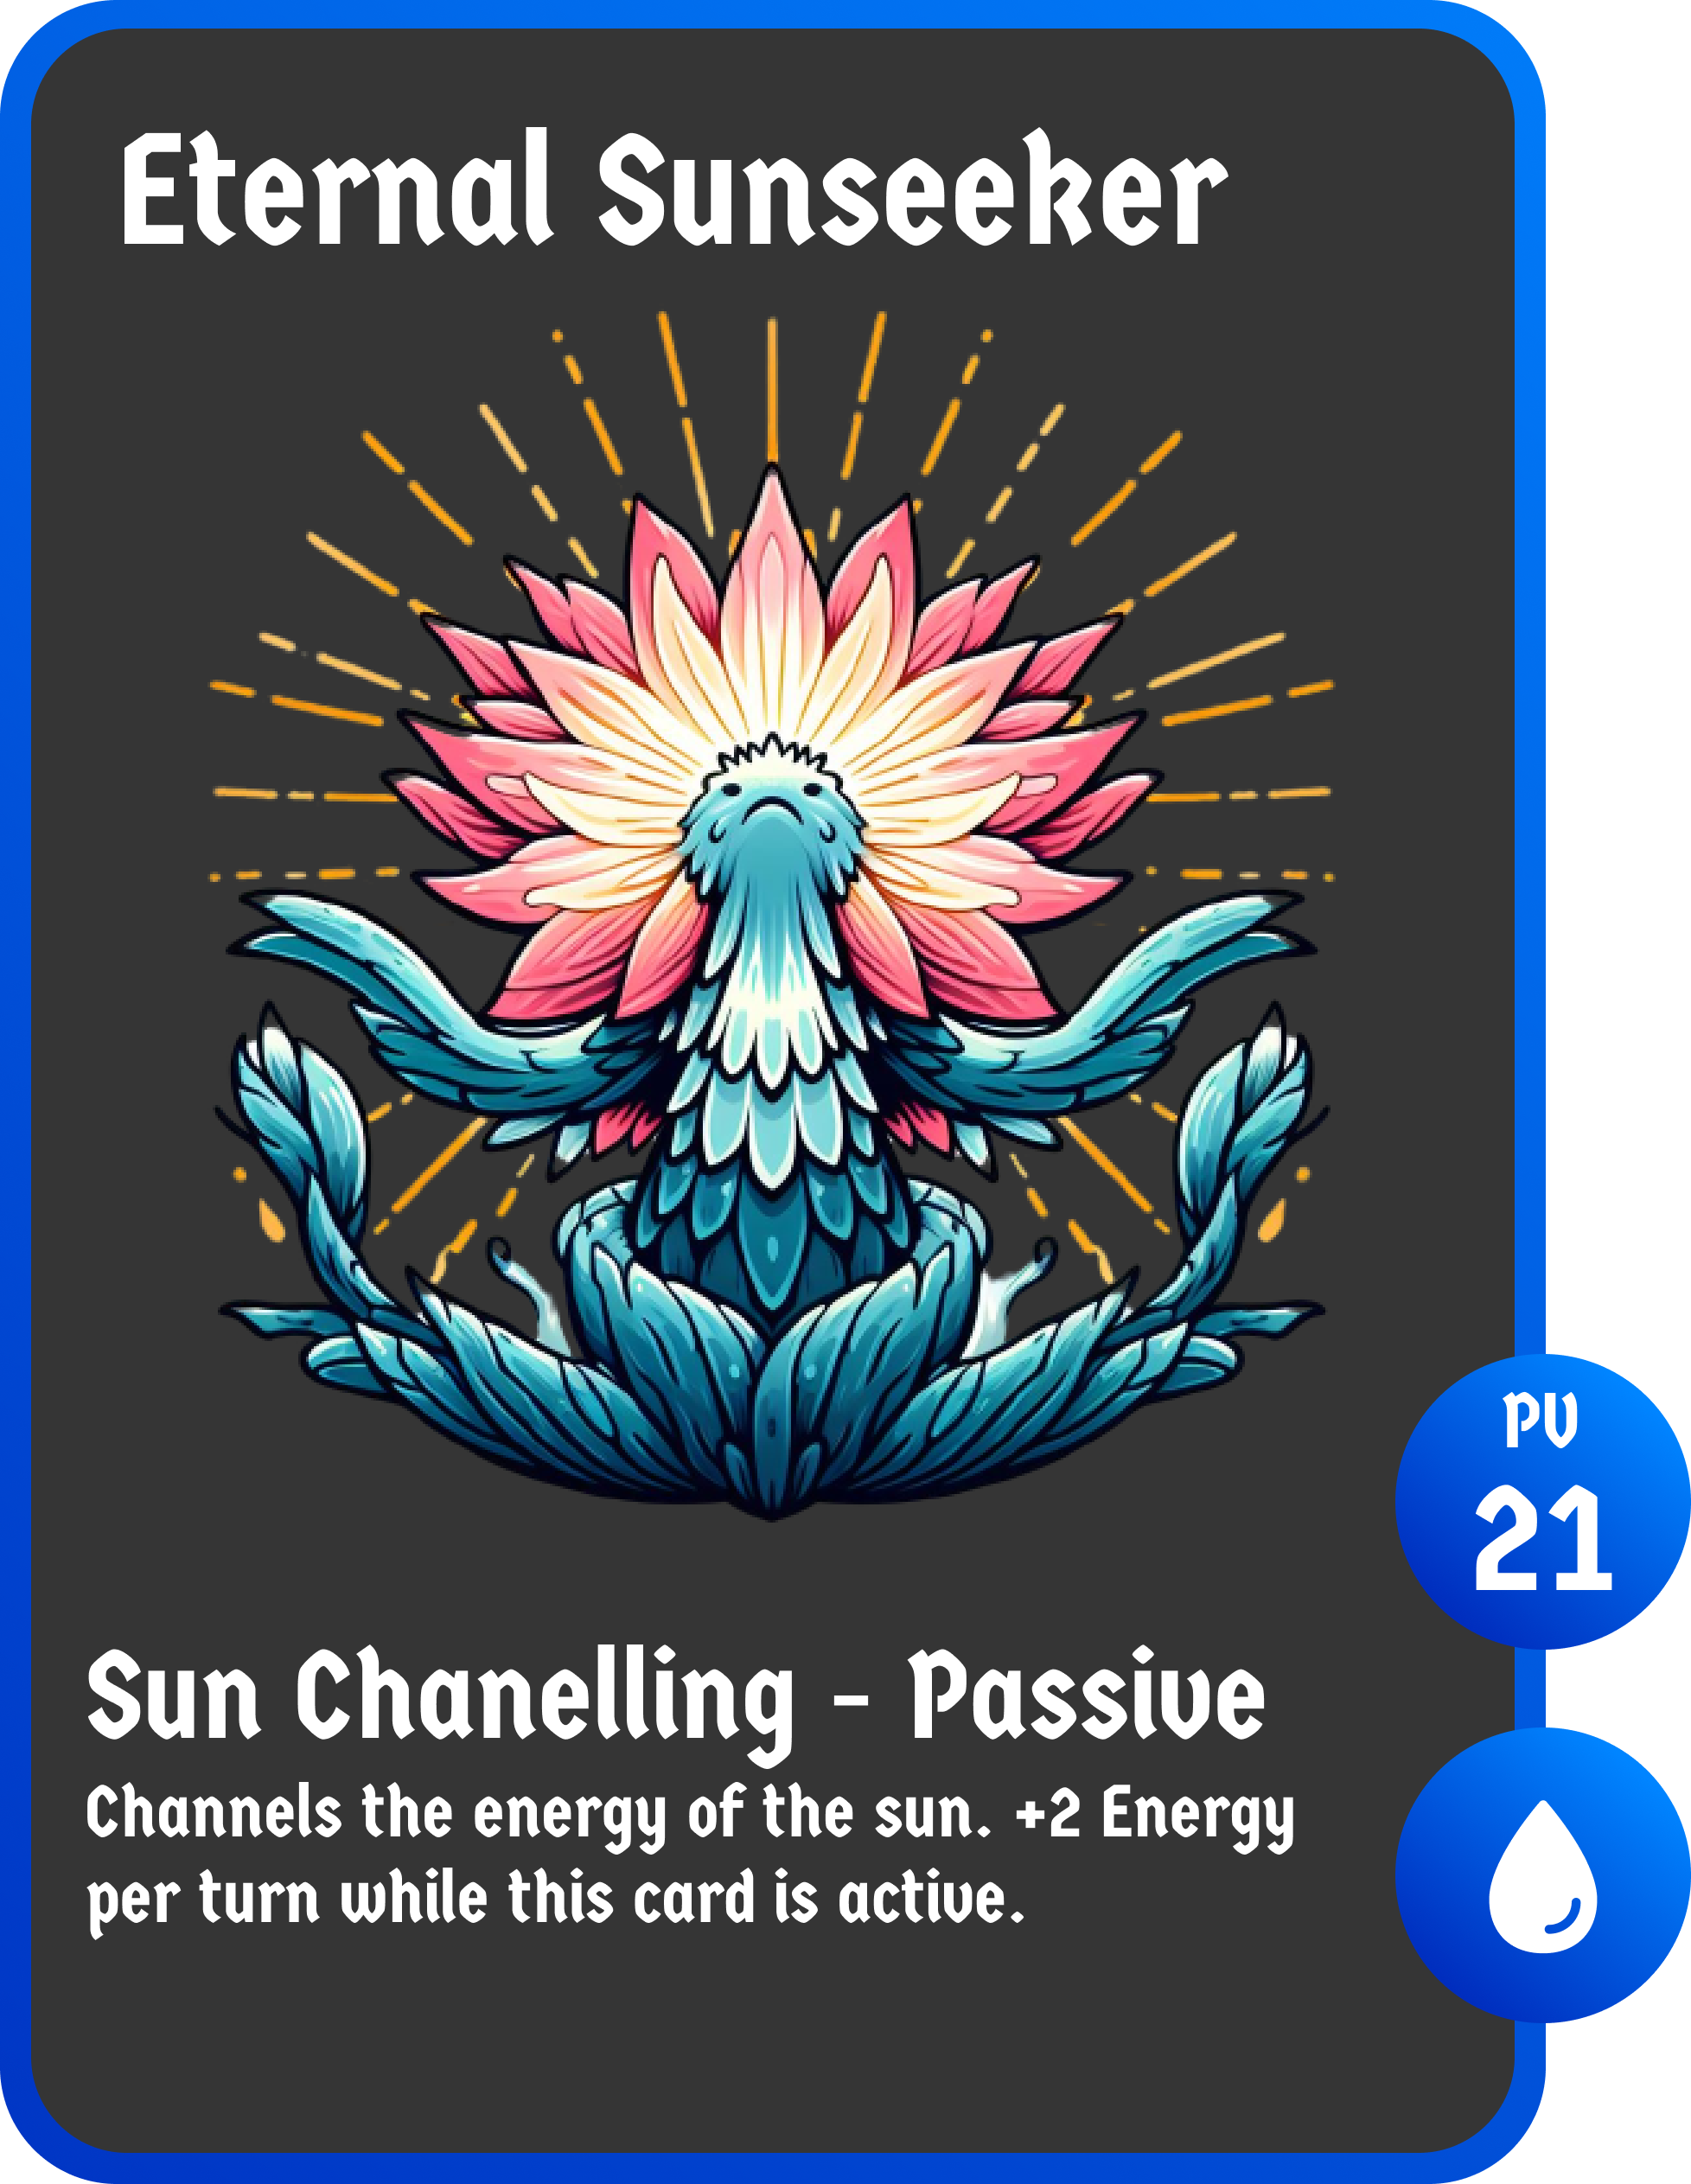 Eternal Sunseeker
PV
21
Sun Chanelling - Passive
Channels the energy of the sun. +2 Energy
per turn while this card is active.